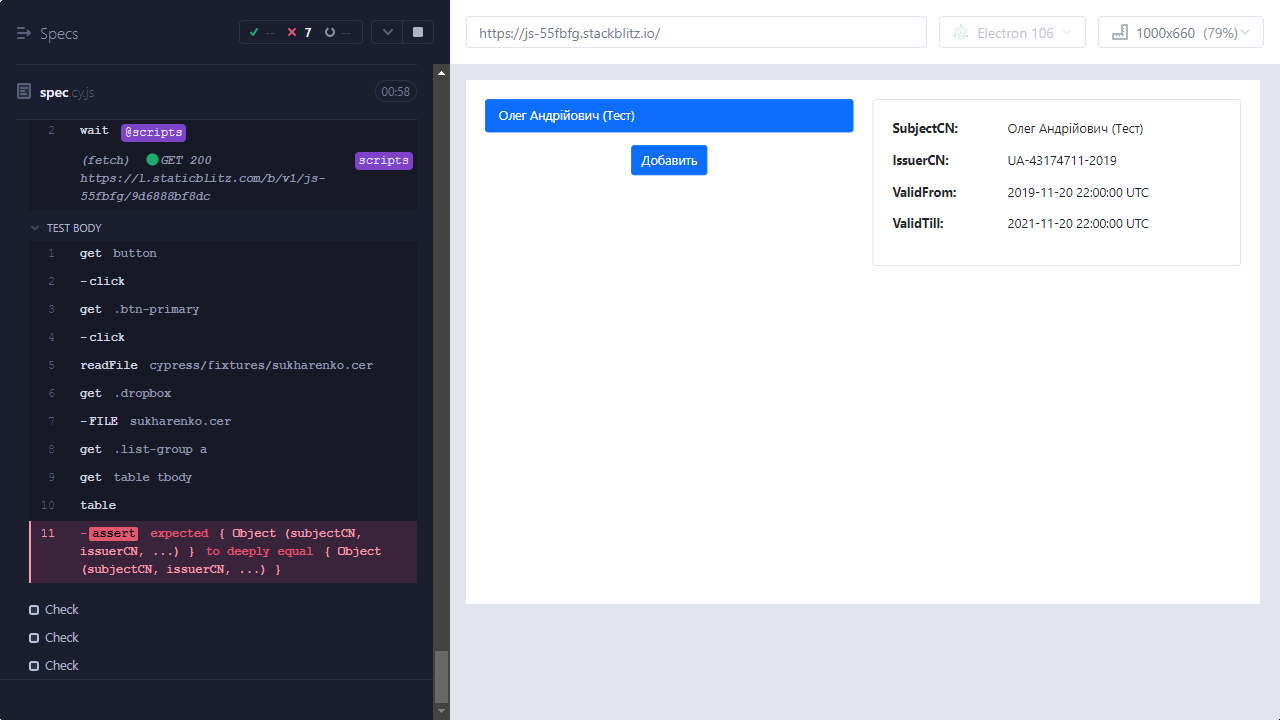 Specs
-- 7 --
spec.cy.js
00:58
2 wait @scripts
(fetch) GET 200 scripts
https://l.staticblitz.com/b/v1/js-
55fbfg/9d6888bf8dc
TEST BODY
1 get button
2 -click
3 get .btn-primary
4 -click
5 readFile cypress/fixtures/sukharenko.cer
6 get .dropbox
7 -FILE sukharenko.cer
8 get .list-group a
9 get table tbody
10 table
11 -assert expected { Object (subjectCN,
issuerCN, ...) } to deeply equal { Object
(subjectCN, issuerCN, ...) }
Check
Check
Check
https://js-55fbfg.stackblitz.io/
Electron 106
1000x660 (79%)
Олег Андрійович (Тест)
Добавить
SubjectCN: Олег Андрійович (Тест)
IssuerCN: UA-43174711-2019
ValidFrom: 2019-11-20 22:00:00 UTC
ValidTill: 2021-11-20 22:00:00 UTC